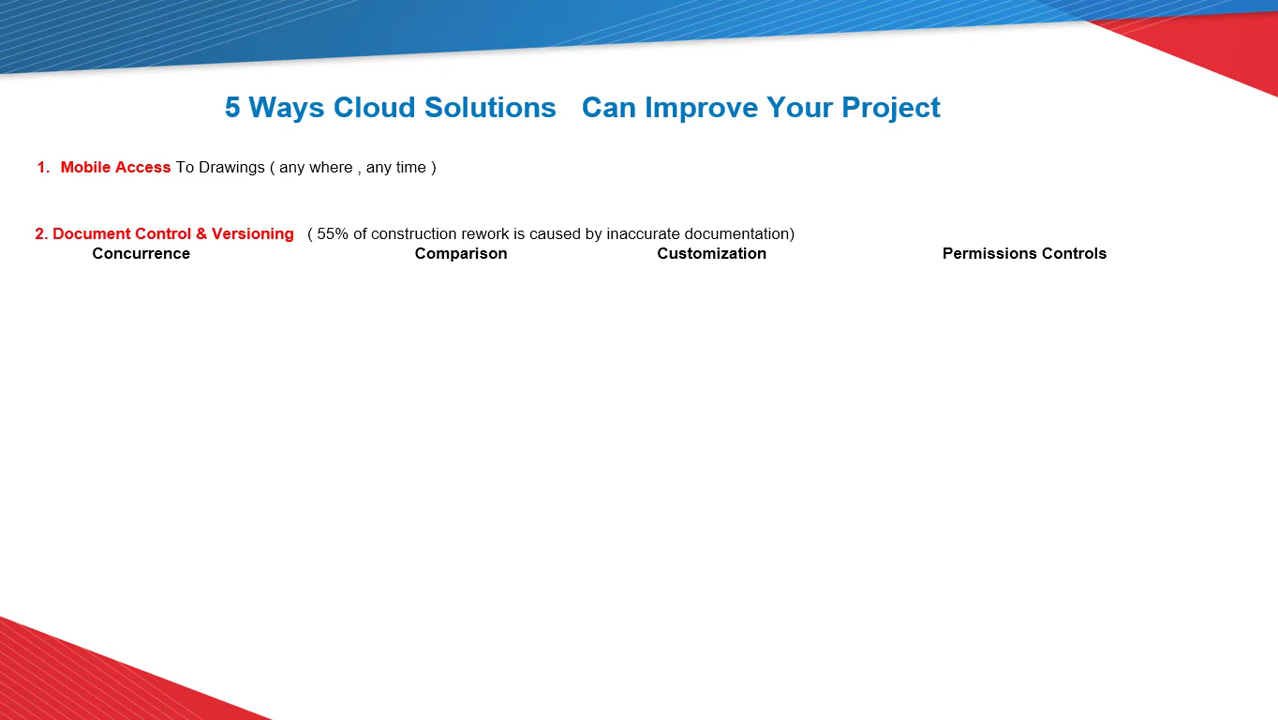 5 Ways Cloud Solutions   Can Improve Your Project
1. Mobile Access To Drawings ( any where , any time )
2. Document Control & Versioning   ( 55% of construction rework is caused by inaccurate documentation)
Concurrence   Comparison   Customization   Permissions Controls